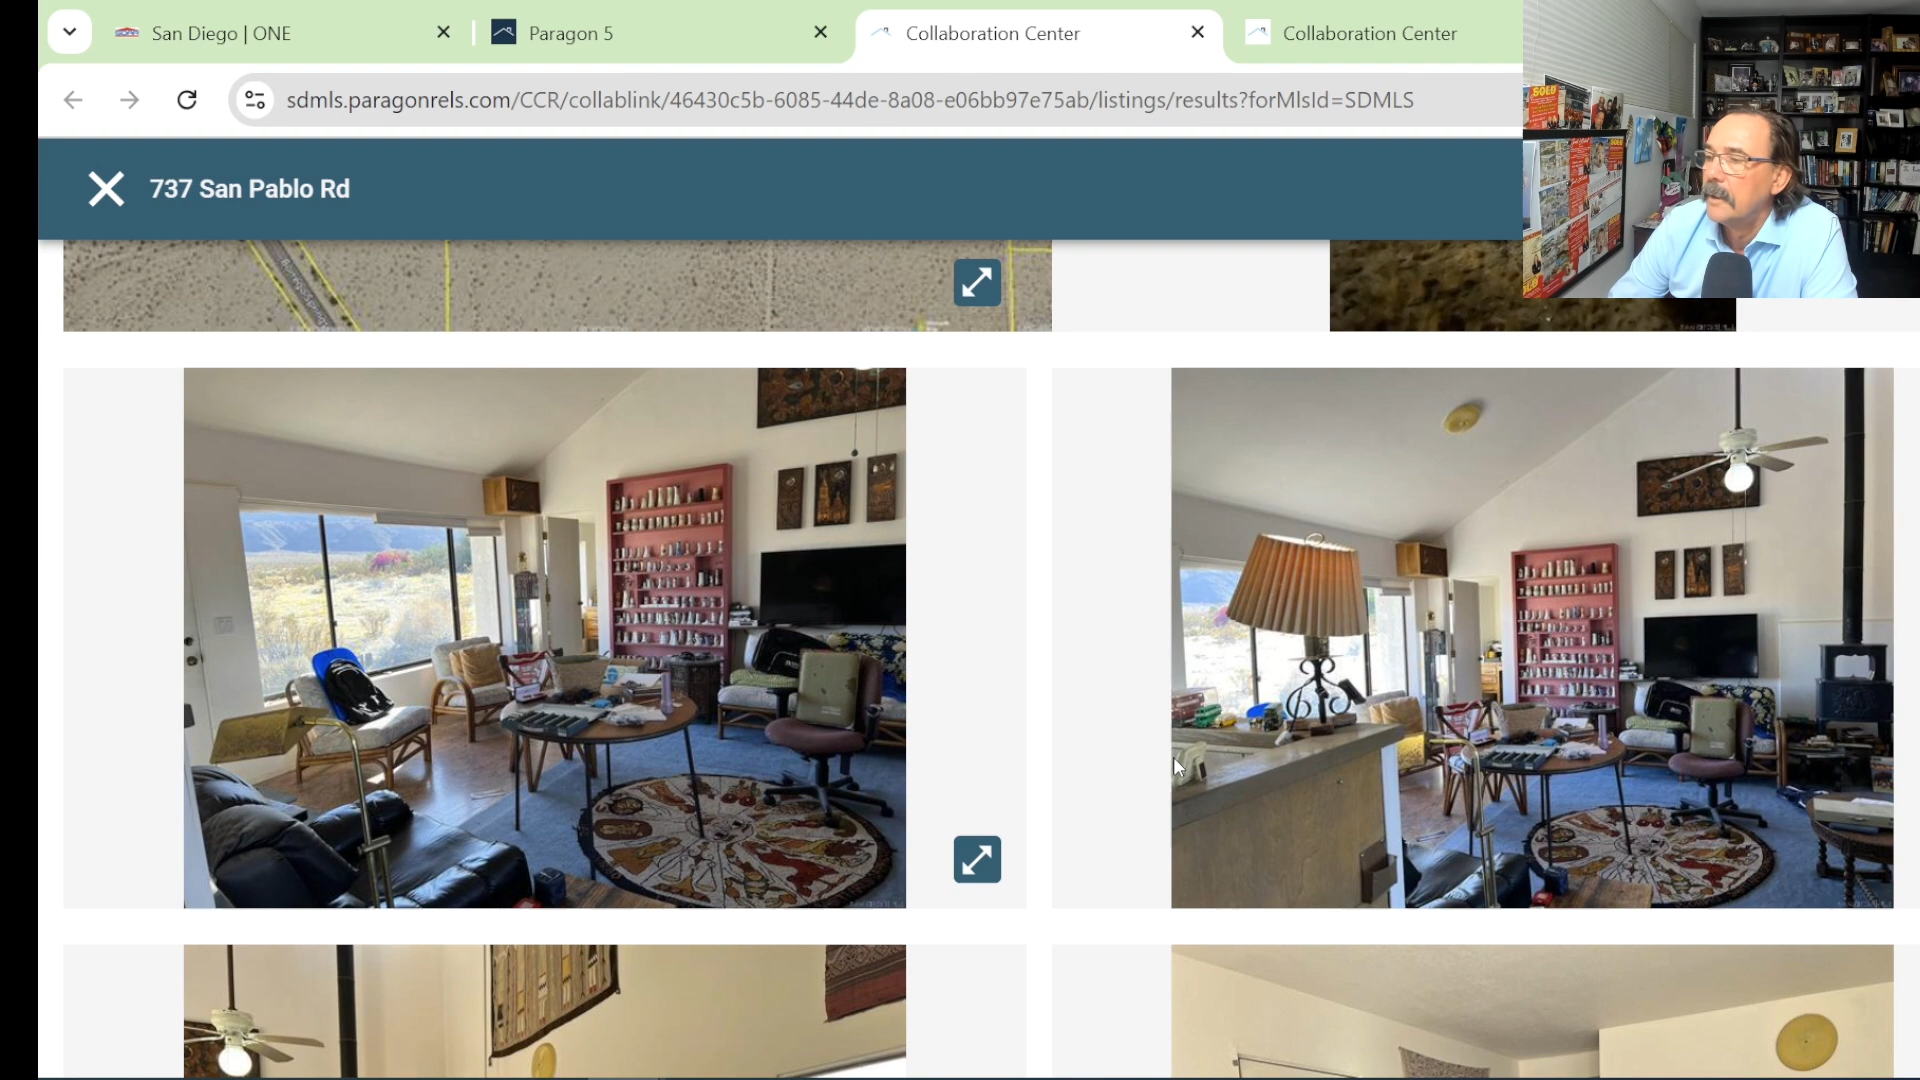 San Diego | ONE
Paragon 5
Collaboration Center
Collaboration Center
sdmls.paragonrels.com/CCR/collablink/46430c5b-6085-44de-8a08-e06bb97e75ab/listings/results?forMlsId=SDMLS
737 San Pablo Rd
SOLD